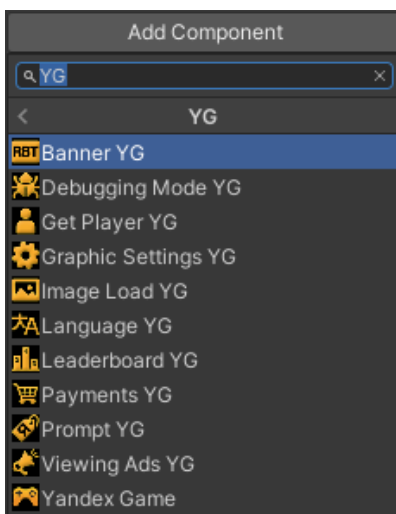 Add Component
YG
YG
RBT Banner YG
Debugging Mode YG
Get Player YG
Graphic Settings YG
Image Load YG
Language YG
Leaderboard YG
Payments YG
Prompt YG
Viewing Ads YG
Yandex Game